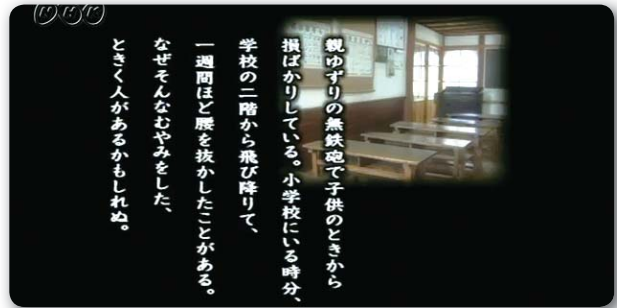 NHK
親ゆずりの無鉄砲で子供のときから
損ばかりしている。小学校にいる時分、
学校の二階から飛び降りて、
一週間ほど腰を抜かしたことがある。
なぜそんなむやみをした、
ときく人があるかもしれぬ。